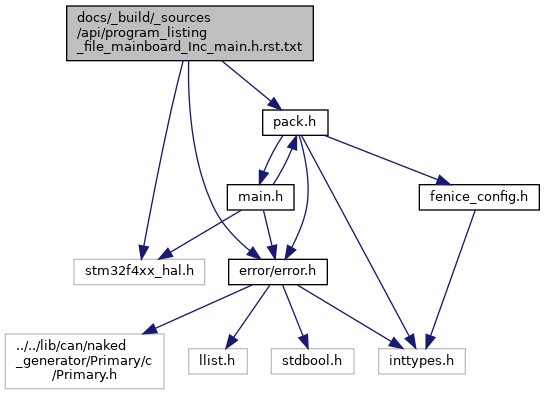 docs/_build/_sources
/api/program_listing
_file_mainboard_Inc_main.h.rst.txt
pack.h
main.h
fenice_config.h
stm32f4xx_hal.h
error/error.h
../../lib/can/naked
_generator/Primary/c
/Primary.h
llist.h
stdbool.h
inttypes.h